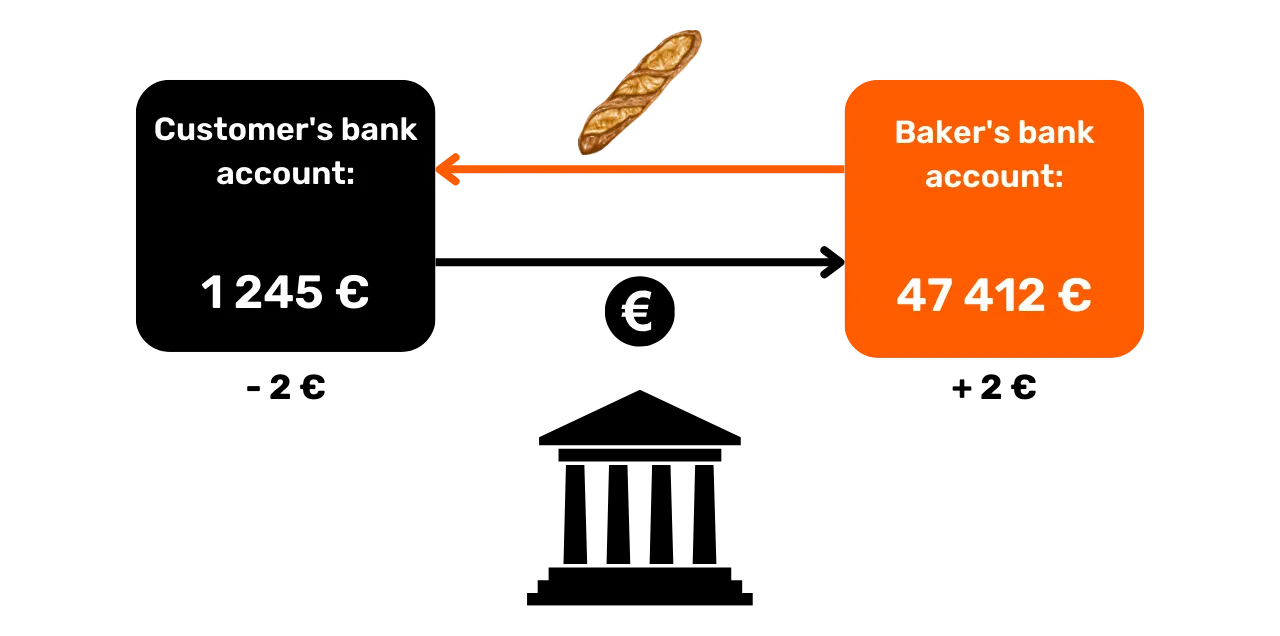 Customer's bank
account:
1 245 €
- 2 €
€
Baker's bank
account:
47 412 €
+ 2 €